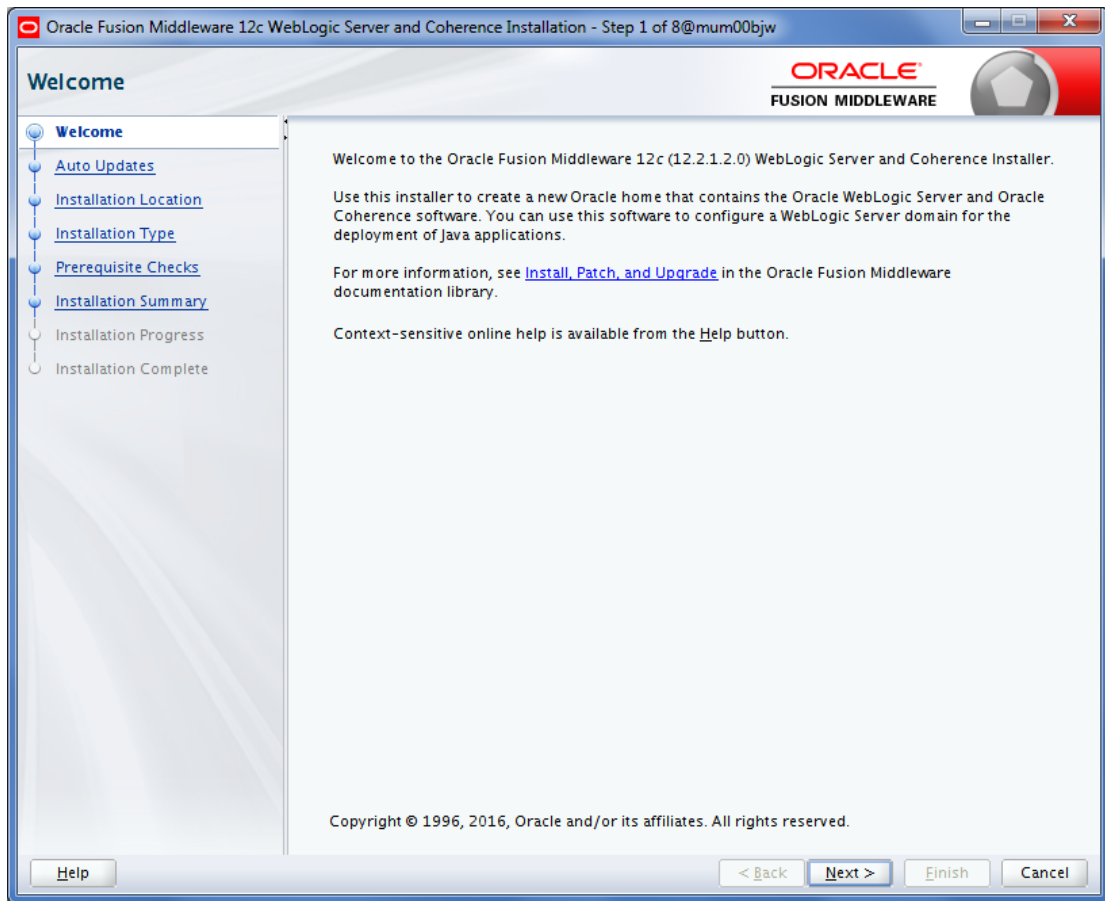 Oracle Fusion Middleware 12c WebLogic Server and Coherence Installation - Step 1 of 8@mum00bjw
Welcome
ORACLE®
FUSION MIDDLEWARE
Welcome
Auto Updates
Installation Location
Installation Type
Prerequisite Checks
Installation Summary
Installation Progress
Installation Complete
Welcome to the Oracle Fusion Middleware 12c (12.2.1.2.0) WebLogic Server and Coherence Installer.
Use this installer to create a new Oracle home that contains the Oracle WebLogic Server and Oracle
Coherence software. You can use this software to configure a WebLogic Server domain for the
deployment of Java applications.
For more information, see Install, Patch, and Upgrade in the Oracle Fusion Middleware
documentation library.
Context-sensitive online help is available from the Help button.
Copyright © 1996, 2016, Oracle and/or its affiliates. All rights reserved.
Help
< Back
Next >
Finish
Cancel